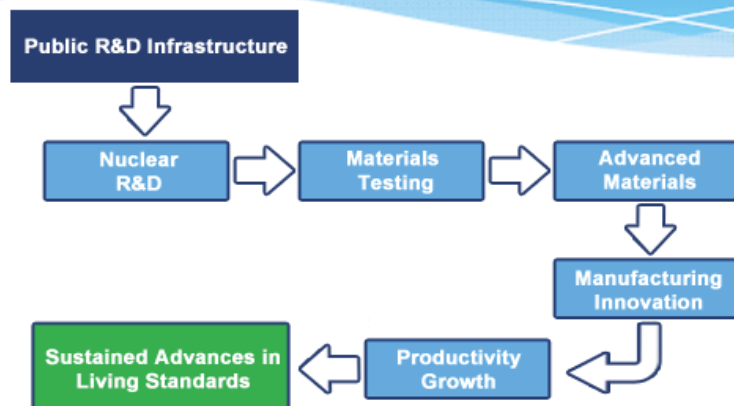 Public R&D Infrastructure
Nuclear
R&D
Materials
Testing
Advanced
Materials
Manufacturing
Innovation
Productivity
Growth
Sustained Advances in
Living Standards